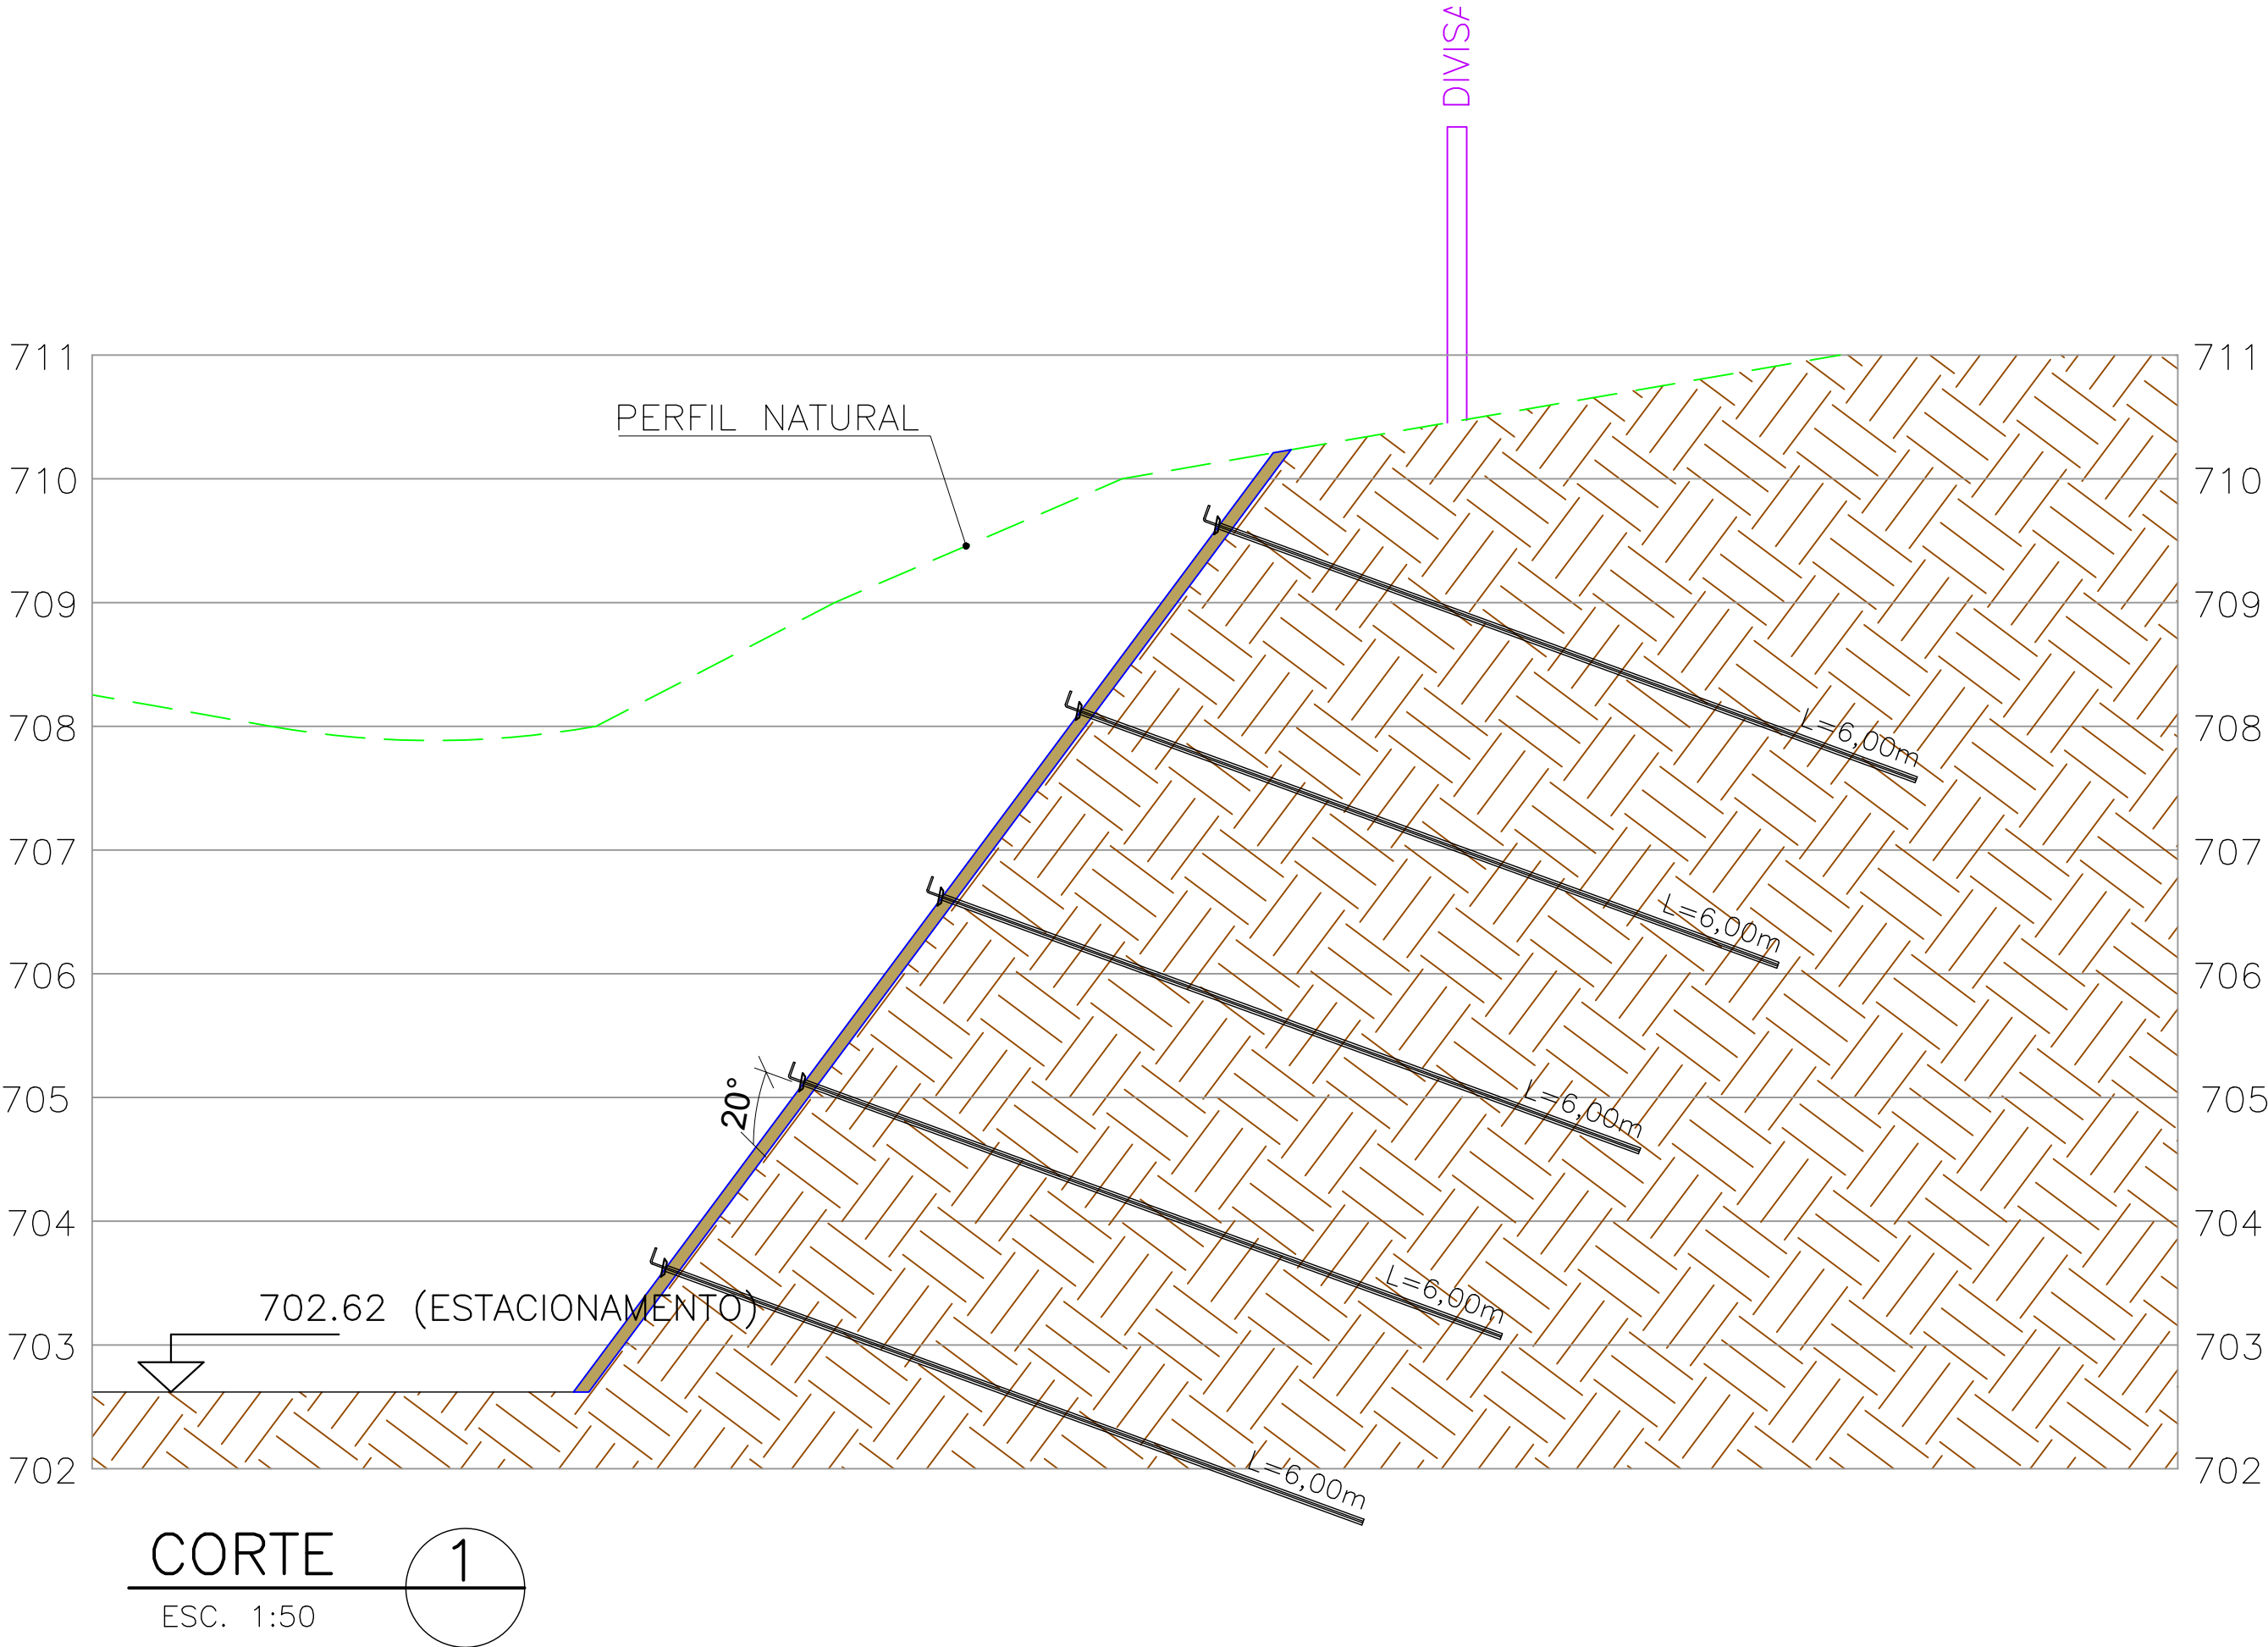 DIVISA
711
711
PERFIL NATURAL
710
710
709
709
L=6,00m
708
708
707
707
L=6,00m
706
706
20°
705
705
L=6,00m
704
704
702.62 (ESTACIONAMENTO)
L=6,00m
703
703
702
702
L=6,00m
CORTE
1
ESC. 1:50